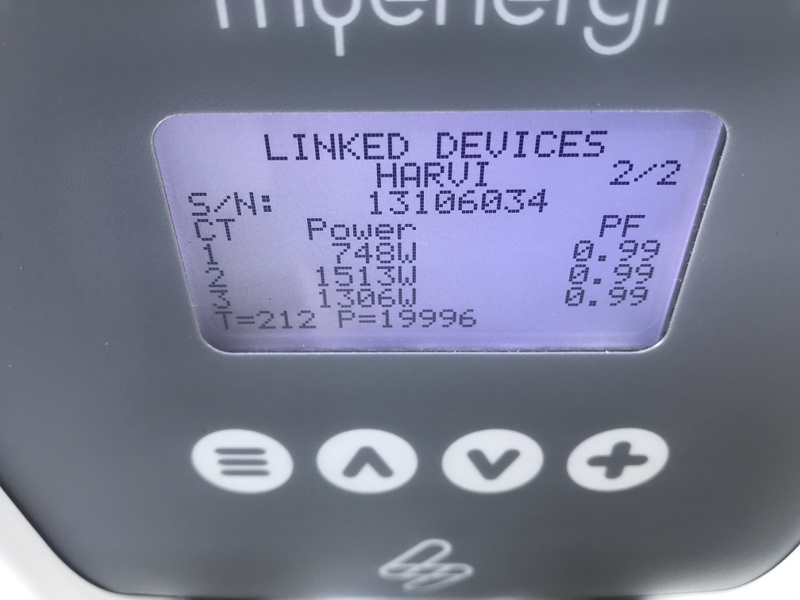 myenergi
LINKED DEVICES
HARVI 2/2
S/N: 13106034
CT Power PF
1 748W 0.99
2 1513W 0.99
3 1306W 0.99
T=212 P=19996